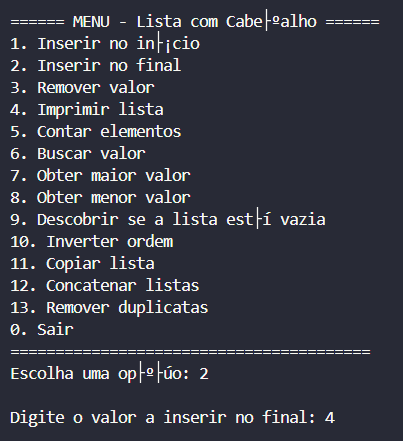 ====== MENU - Lista com Cabe├ºalho ======
1. Inserir no in├¡cio
2. Inserir no final
3. Remover valor
4. Imprimir lista
5. Contar elementos
6. Buscar valor
7. Obter maior valor
8. Obter menor valor
9. Descobrir se a lista est├í vazia
10. Inverter ordem
11. Copiar lista
12. Concatenar listas
13. Remover duplicatas
0. Sair
========================================
Escolha uma op├º├úo: 2
Digite o valor a inserir no final: 4